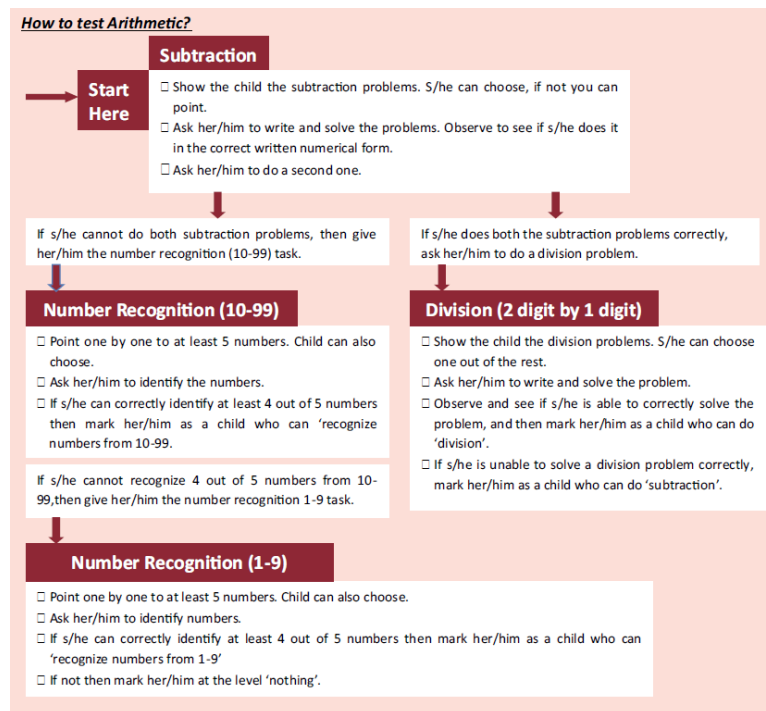 How to test Arithmetic?
Subtraction
Start
Here
☐ Show the child the subtraction problems. S/he can choose, if not you can
point.
☐ Ask her/him to write and solve the problems. Observe to see if s/he does it
in the correct written numerical form.
☐ Ask her/him to do a second one.
If s/he cannot do both subtraction problems, then give
her/him the number recognition (10-99) task.
Number Recognition (10-99)
☐ Point one by one to at least 5 numbers. Child can also
choose.
☐ Ask her/him to identify the numbers.
☐ If s/he can correctly identify at least 4 out of 5 numbers
then mark her/him as a child who can ‘recognize
numbers from 10-99.
If s/he cannot recognize 4 out of 5 numbers from 10-
99,then give her/him the number recognition 1-9 task.
If s/he does both the subtraction problems correctly,
ask her/him to do a division problem.
Division (2 digit by 1 digit)
☐ Show the child the division problems. S/he can choose
one out of the rest.
☐ Ask her/him to write and solve the problem.
☐ Observe and see if s/he is able to correctly solve the
problem, and then mark her/him as a child who can do
‘division’.
☐ If s/he is unable to solve a division problem correctly,
mark her/him as a child who can do ‘subtraction’.
Number Recognition (1-9)
☐ Point one by one to at least 5 numbers. Child can also choose.
☐ Ask her/him to identify numbers.
☐ If s/he can correctly identify at least 4 out of 5 numbers then mark her/him as a child who can
‘recognize numbers from 1-9’
☐ If not then mark her/him at the level ‘nothing’.